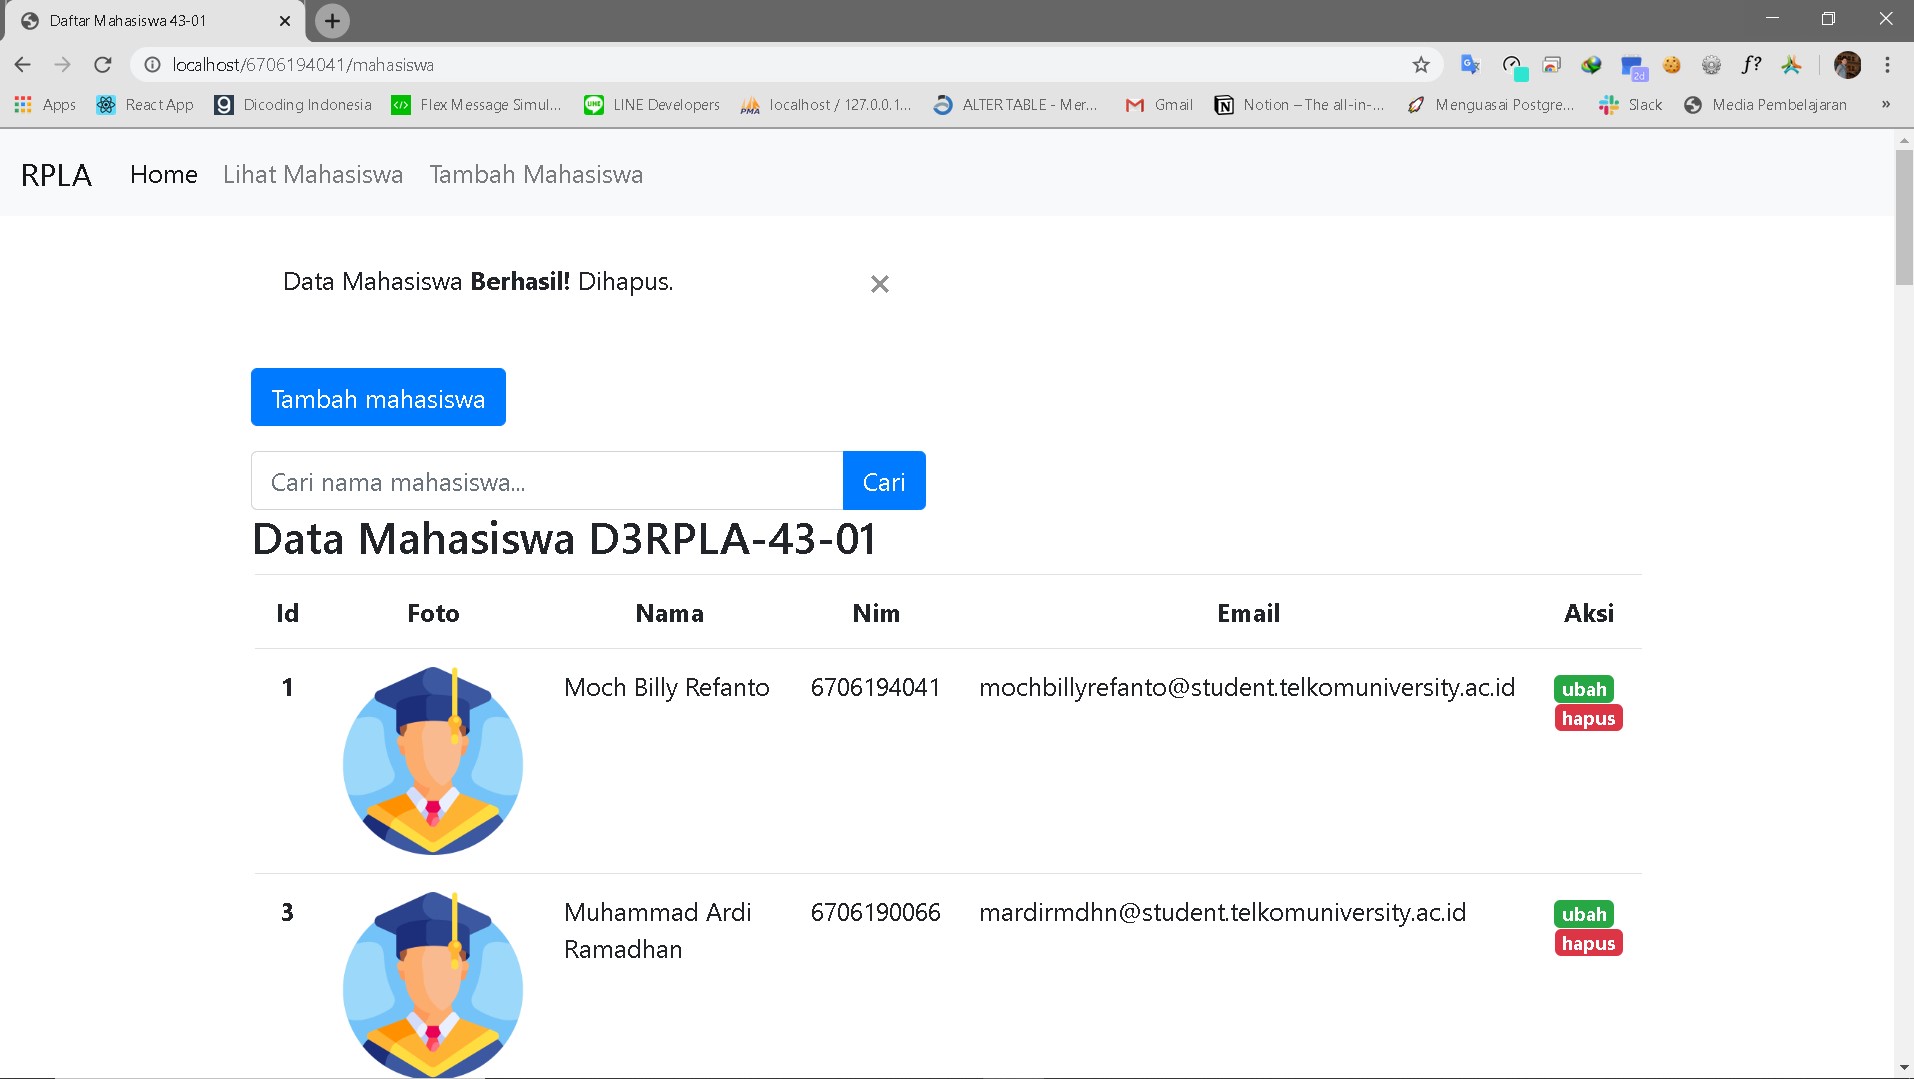 Daftar Mahasiswa 43-01
localhost/6706194041/mahasiswa
f?
2d
Apps React App Dicoding Indonesia Flex Message Simul... LINE Developers localhost / 127.0.0.1... ALTER TABLE - Mer... Gmail Notion – The all-in-... Menguasai Postgre... Slack Media Pembelajaran »
RPLA Home Lihat Mahasiswa Tambah Mahasiswa
Data Mahasiswa Berhasil! Dihapus. ×
Tambah mahasiswa
Cari nama mahasiswa... Cari
Data Mahasiswa D3RPLA-43-01
Id Foto Nama Nim Email Aksi
1 Moch Billy Refanto 6706194041 mochbillyrefanto@student.telkomuniversity.ac.id ubah
hapus
3 Muhammad Ardi 6706190066 mardirmdhn@student.telkomuniversity.ac.id ubah
Ramadhan hapus